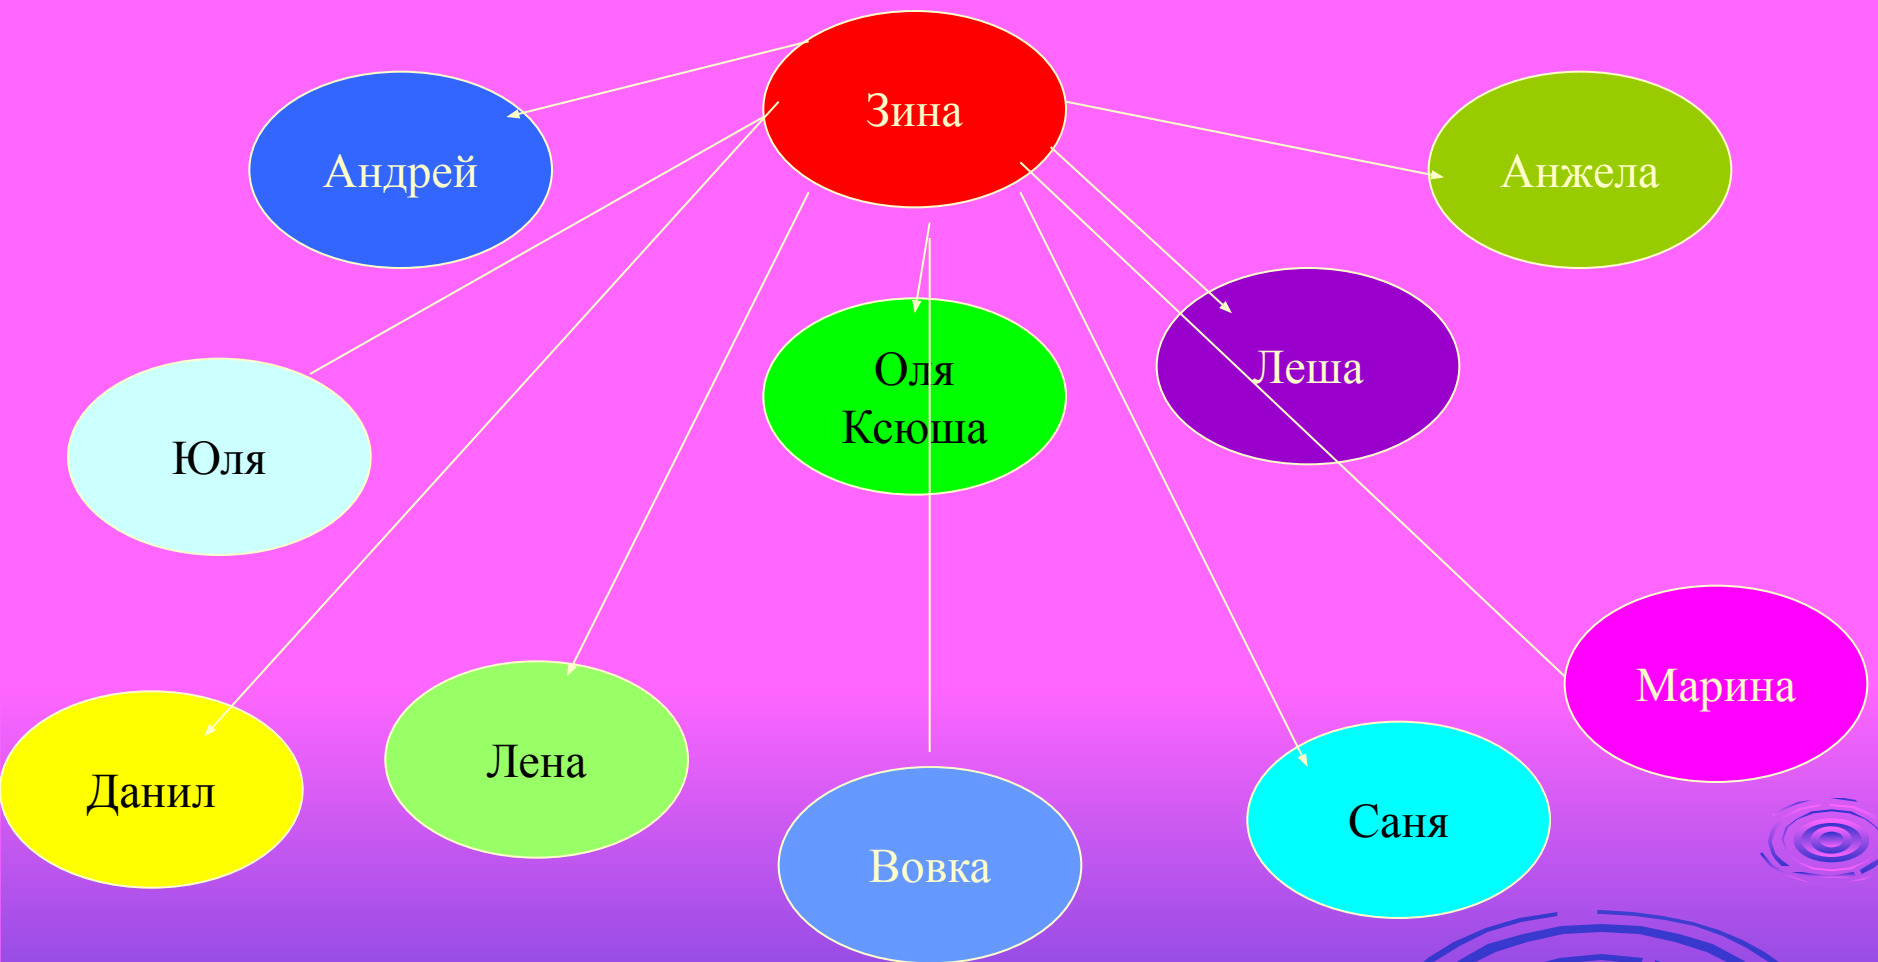 Зина
Андрей
Анжела
Оля
Ксюша
Леша
Юля
Марина
Лена
Данил
Саня
Вовка